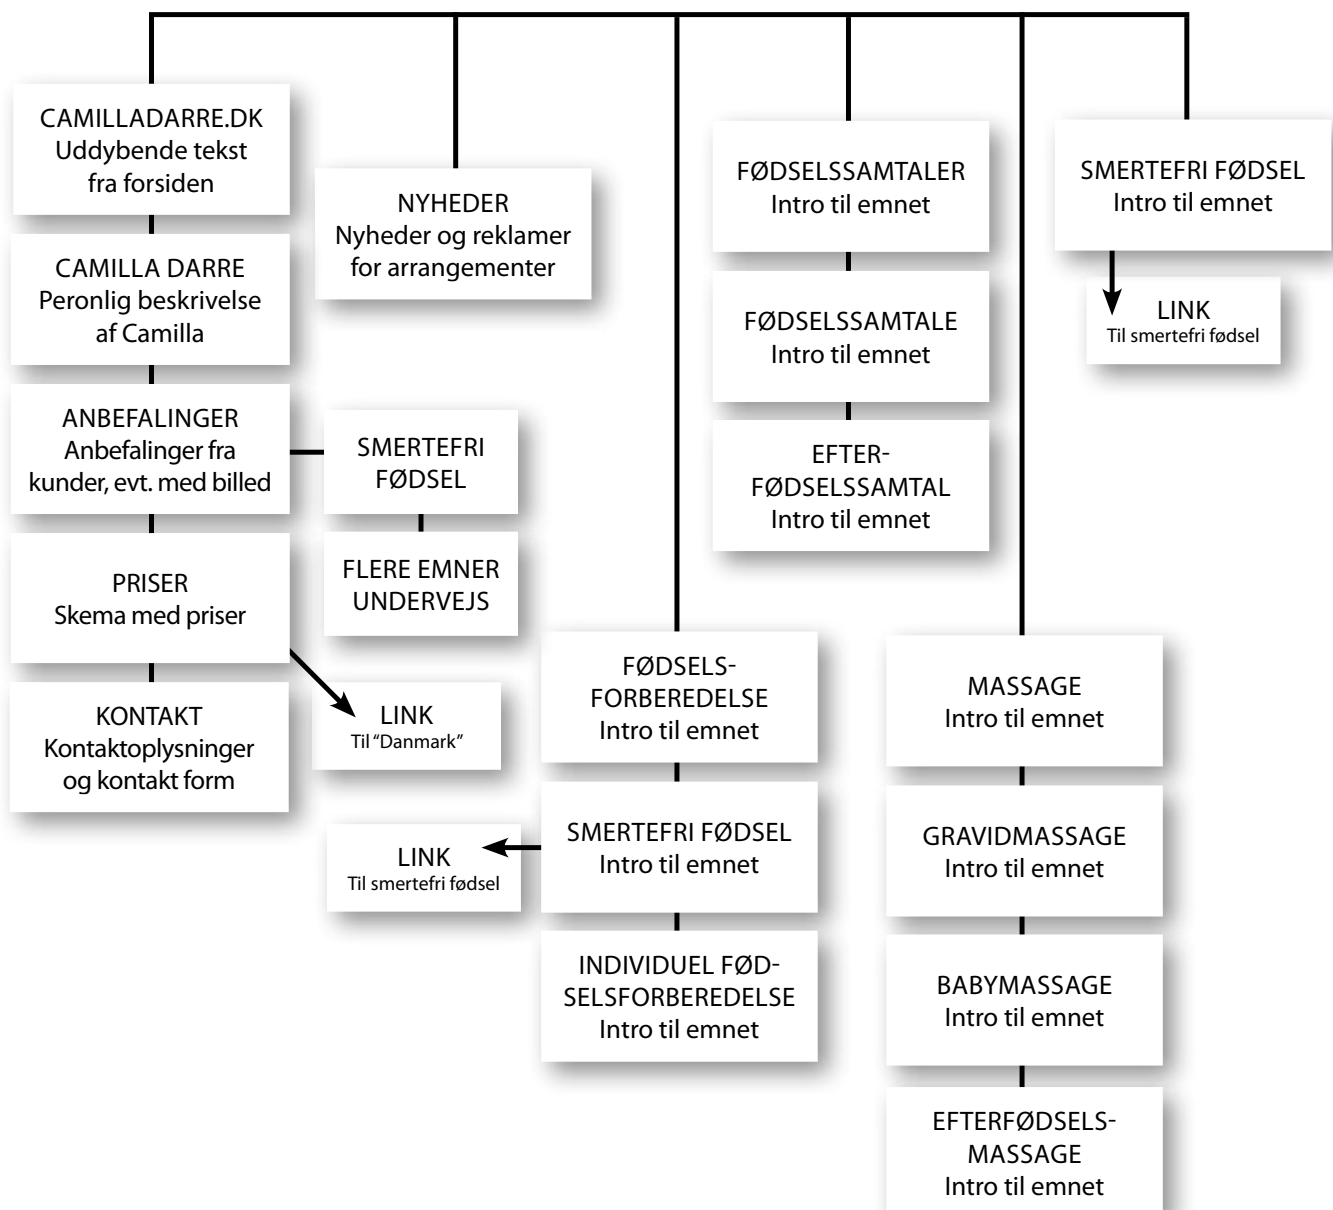 CAMILLADARRE.DK
Uddybende tekst
fra forsiden
CAMILLA DARRE
Peronlig beskrivelse
af Camilla
ANBEFALINGER
Anbefalinger fra
kunder, evt. med billed
SMERTEFRI
FØDSEL
FLERE EMNER
UNDERVEJS
PRISER
Skema med priser
LINK
Til "Danmark"
KONTAKT
Kontaktoplysninger
og kontakt form
NYHEDER
Nyheder og reklamer
for arrangementer
FØDSELS-
FORBEREDELSE
Intro til emnet
SMERTEFRI FØDSEL
Intro til emnet
LINK
Til smertefri fødsel
INDIVIDUEL FØD-
SELSFORBEREDELSE
Intro til emnet
FØDSELSSAMTALER
Intro til emnet
FØDSELSSAMTALE
Intro til emnet
EFTER-
FØDSELSSAMTAL
Intro til emnet
MASSAGE
Intro til emnet
GRAVIDMASSAGE
Intro til emnet
BABYMASSAGE
Intro til emnet
EFTERFØDSELS-
MASSAGE
Intro til emnet
SMERTEFRI FØDSEL
Intro til emnet
LINK
Til smertefri fødsel